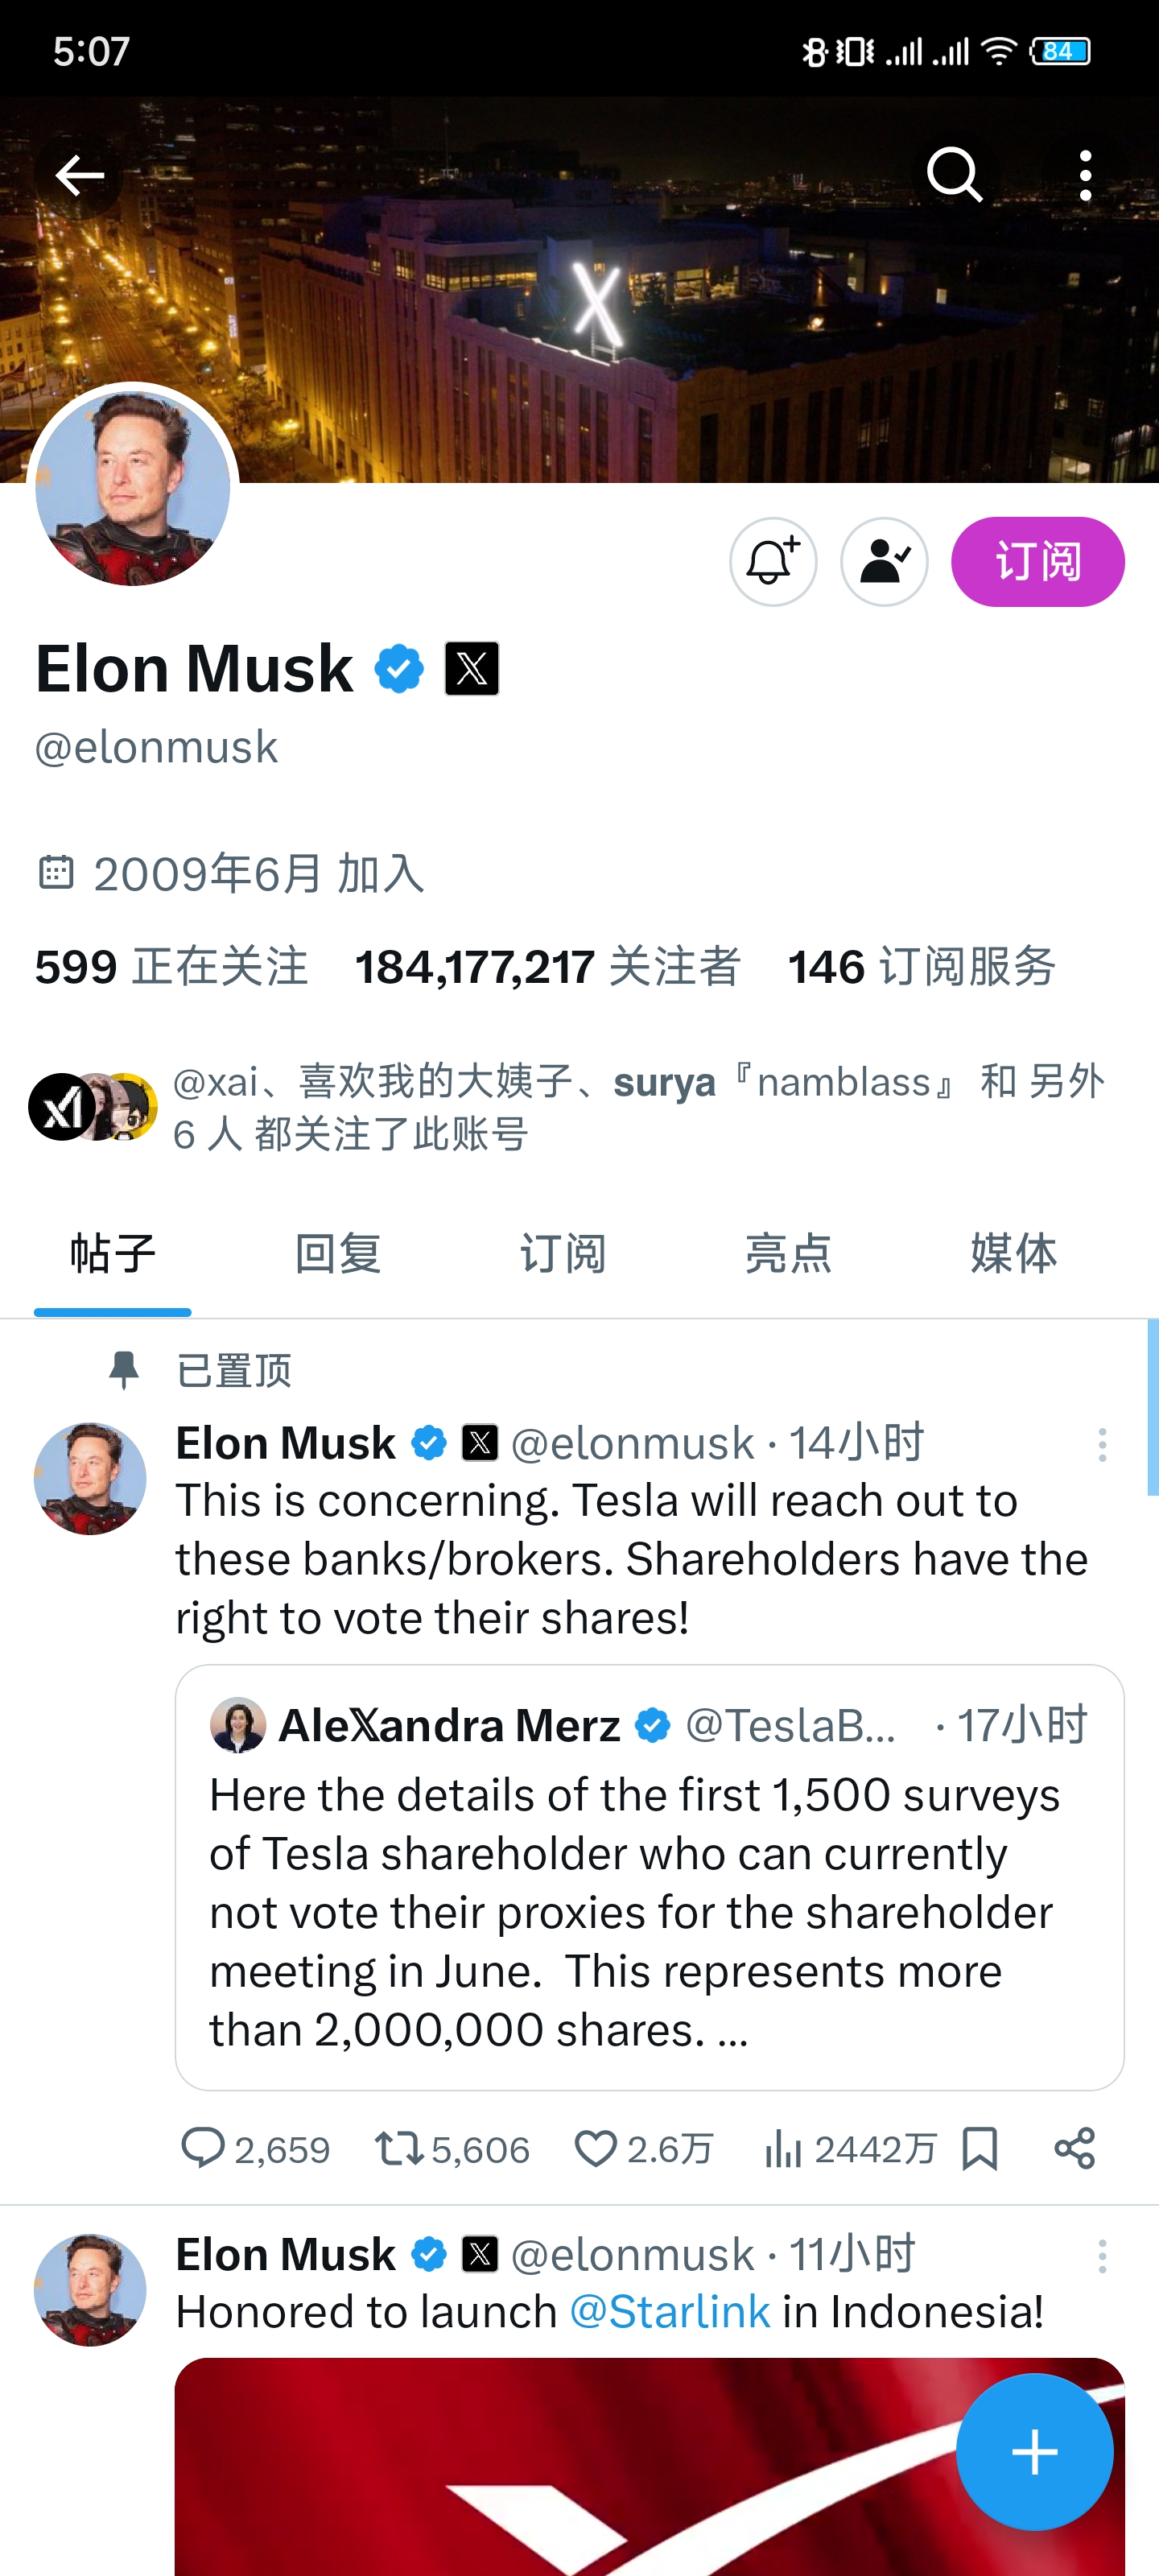 5:07
84
X
订阅
Elon Musk
X
@elonmusk
2009年6月 加入
599 正在关注 184,177,217 关注者 146 订阅服务
xI
@xai、喜欢我的大姨子、surya『namblass』 和 另外
6 人 都关注了此账号
帖子 回复 订阅 亮点 媒体
已置顶
Elon Musk X @elonmusk · 14小时
This is concerning. Tesla will reach out to
these banks/brokers. Shareholders have the
right to vote their shares!
Ale𝕏andra Merz @TeslaB... · 17小时
Here the details of the first 1,500 surveys
of Tesla shareholder who can currently
not vote their proxies for the shareholder
meeting in June.  This represents more
than 2,000,000 shares. ...
2,659 5,606 2.6万 2442万
Elon Musk X @elonmusk · 11小时
Honored to launch @Starlink in Indonesia!